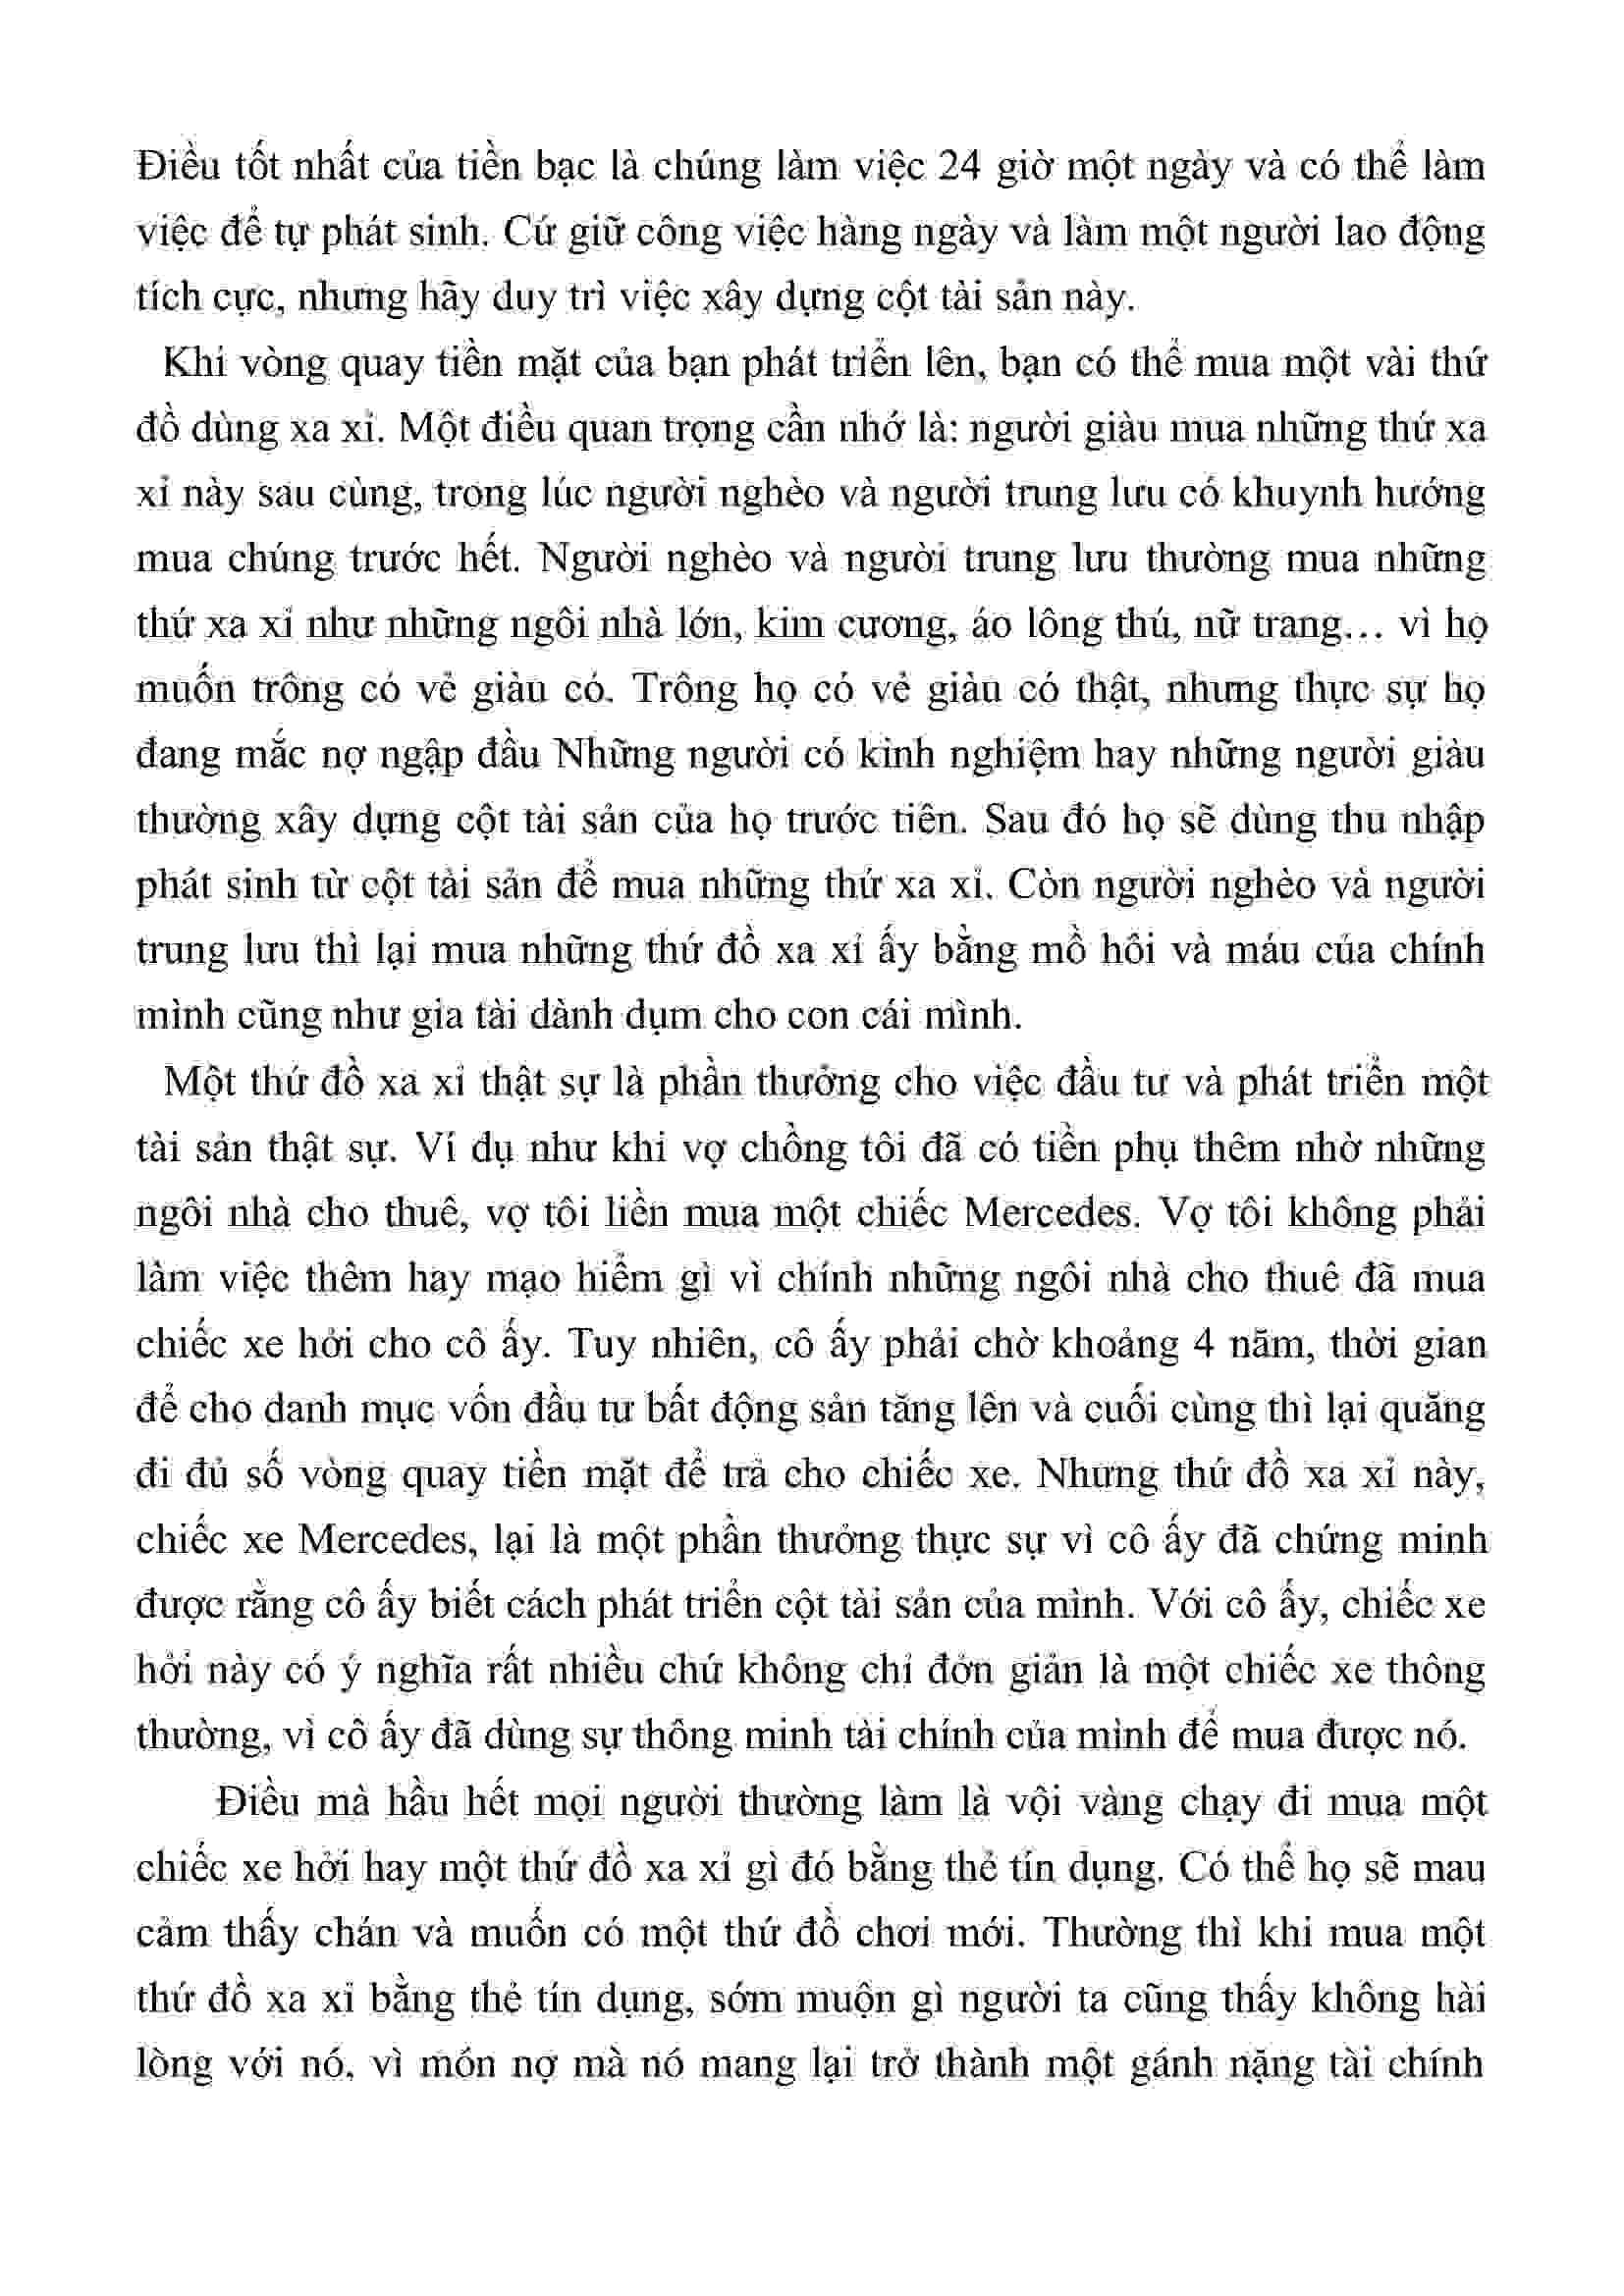 Điều tốt nhất của tiền bạc là chúng làm việc 24 giờ một ngày và có thể làm
việc để tự phát sinh. Cứ giữ công việc hàng ngày và làm một người lao động
tích cực, nhưng hãy duy trì việc xây dựng cột tài sản này.
Khi vòng quay tiền mặt của bạn phát triển lên, bạn có thể mua một vài thứ
đồ dùng xa xỉ. Một điều quan trọng cần nhớ là: người giàu mua những thứ xa
xỉ này sau cùng, trong lúc người nghèo và người trung lưu có khuynh hướng
mua chúng trước hết. Người nghèo và người trung lưu thường mua những
thứ xa xỉ như những ngôi nhà lớn, kim cương, áo lông thú, nữ trang… vì họ
muốn trông có vẻ giàu có. Trông họ có vẻ giàu có thật, nhưng thực sự họ
đang mắc nợ ngập đầu Những người có kinh nghiệm hay những người giàu
thường xây dựng cột tài sản của họ trước tiên. Sau đó họ sẽ dùng thu nhập
phát sinh từ cột tài sản để mua những thứ xa xỉ. Còn người nghèo và người
trung lưu thì lại mua những thứ đồ xa xỉ ấy bằng mồ hôi và máu của chính
mình cũng như gia tài dành dụm cho con cái mình.
Một thứ đồ xa xỉ thật sự là phần thưởng cho việc đầu tư và phát triển một
tài sản thật sự. Ví dụ như khi vợ chồng tôi đã có tiền phụ thêm nhờ những
ngôi nhà cho thuê, vợ tôi liền mua một chiếc Mercedes. Vợ tôi không phải
làm việc thêm hay mạo hiểm gì vì chính những ngôi nhà cho thuê đã mua
chiếc xe hởi cho cô ấy. Tuy nhiên, cô ấy phải chờ khoảng 4 năm, thời gian
để cho danh mục vốn đầu tư bất động sản tăng lên và cuối cùng thì lại quăng
đi đủ số vòng quay tiền mặt để trả cho chiếc xe. Nhưng thứ đồ xa xỉ này,
chiếc xe Mercedes, lại là một phần thưởng thực sự vì cô ấy đã chứng minh
được rằng cô ấy biết cách phát triển cột tài sản của mình. Với cô ấy, chiếc xe
hởi này có ý nghĩa rất nhiều chứ không chỉ đởn giản là một chiếc xe thông
thường, vì cô ấy đã dùng sự thông minh tài chính của mình để mua được nó.
Điều mà hầu hết mọi người thường làm là vội vàng chạy đi mua một
chiếc xe hởi hay một thứ đồ xa xỉ gì đó bằng thẻ tín dụng. Có thể họ sẽ mau
cảm thấy chán và muốn có một thứ đồ chơi mới. Thường thì khi mua một
thứ đồ xa xỉ bằng thẻ tín dụng, sớm muộn gì người ta cũng thấy không hài
lòng với nó, vì món nợ mà nó mang lại trở thành một gánh nặng tài chính